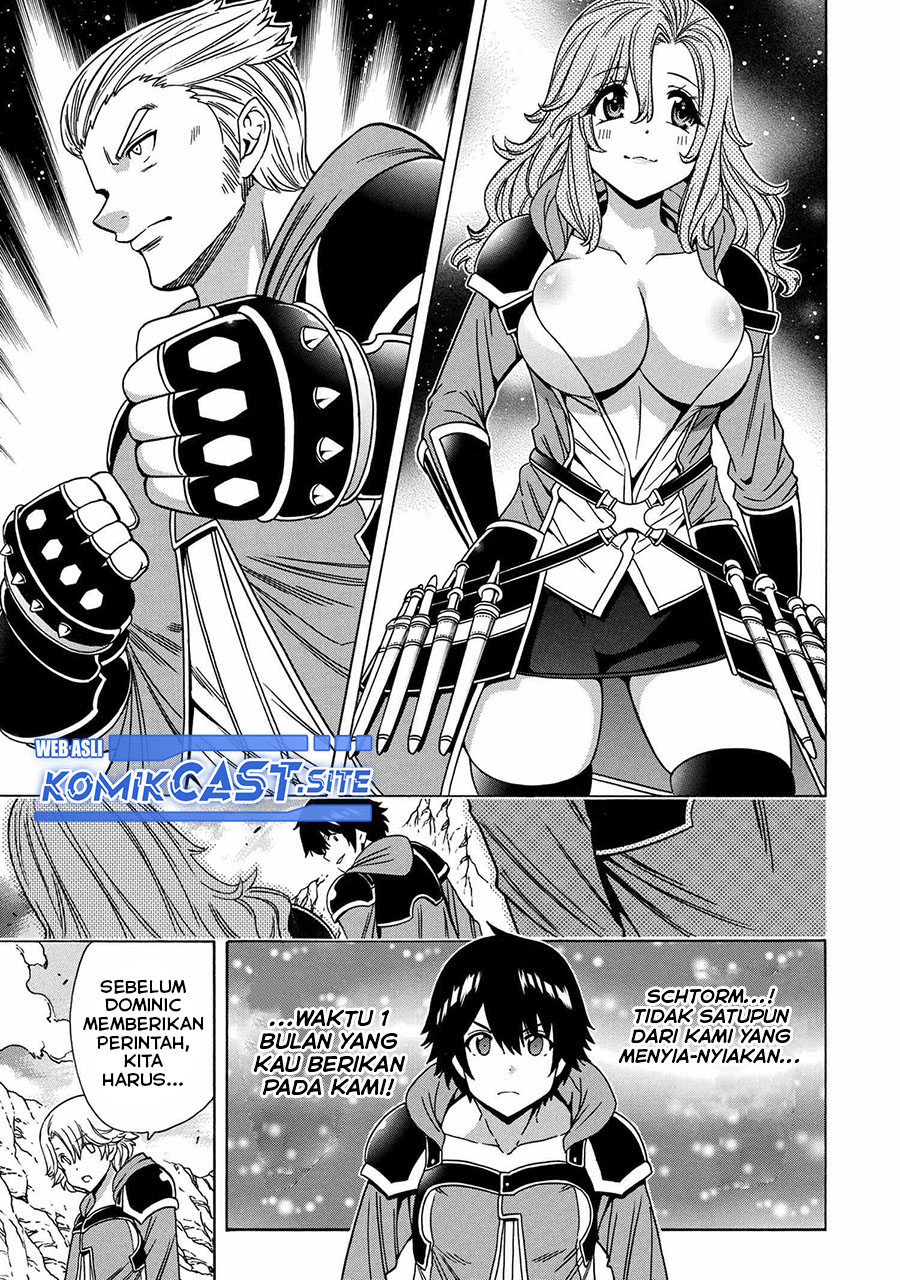 WEB ASLI
KOMIKCAST.SITE
SCHTORM...!
TIDAK SATUPUN
DARI KAMI YANG
MENYIA-NYIAKAN...
...WAKTU 1
BULAN YANG
KAU BERIKAN
PADA KAMI!
SEBELUM
DOMINIC
MEMBERIKAN
PERINTAH,
KITA
HARUS...